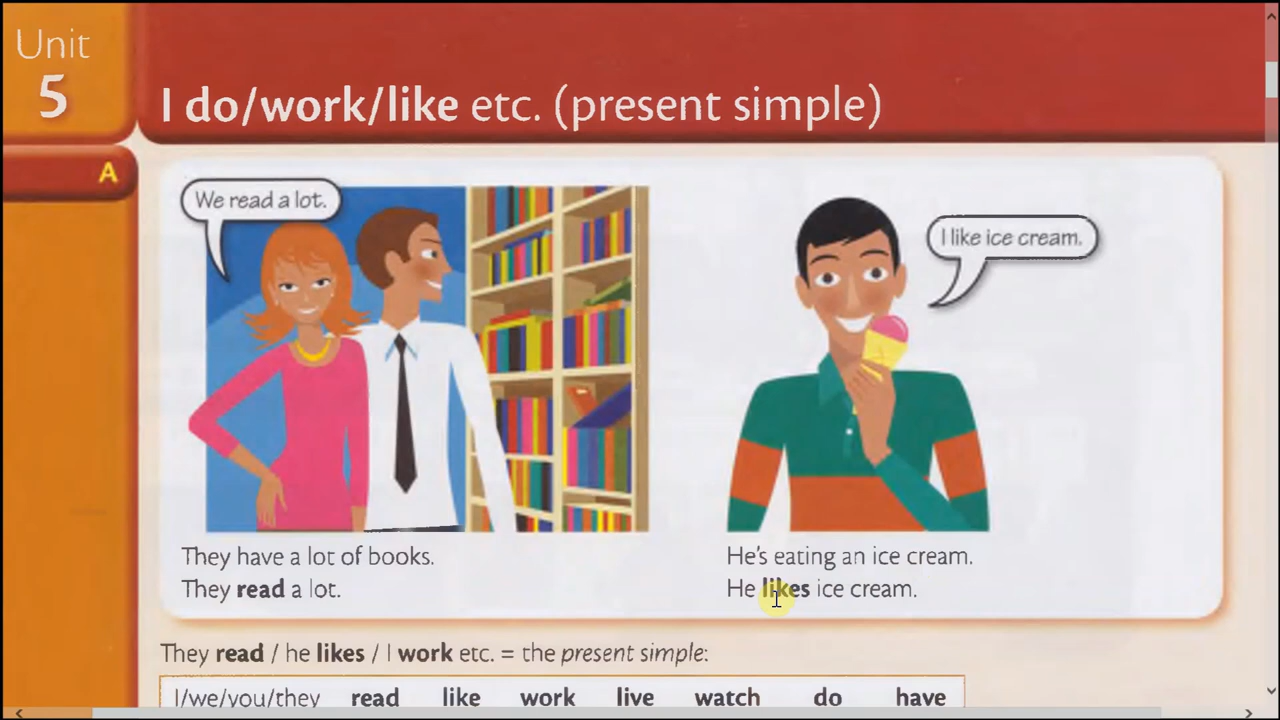 Unit
5
I do/work/like etc. (present simple)
A
We read a lot.
I like ice cream.
They have a lot of books.
They read a lot.
He's eating an ice cream.
He likes ice cream.
They read / he likes / I work etc. = the present simple:
I/we/you/they read like work live watch do have